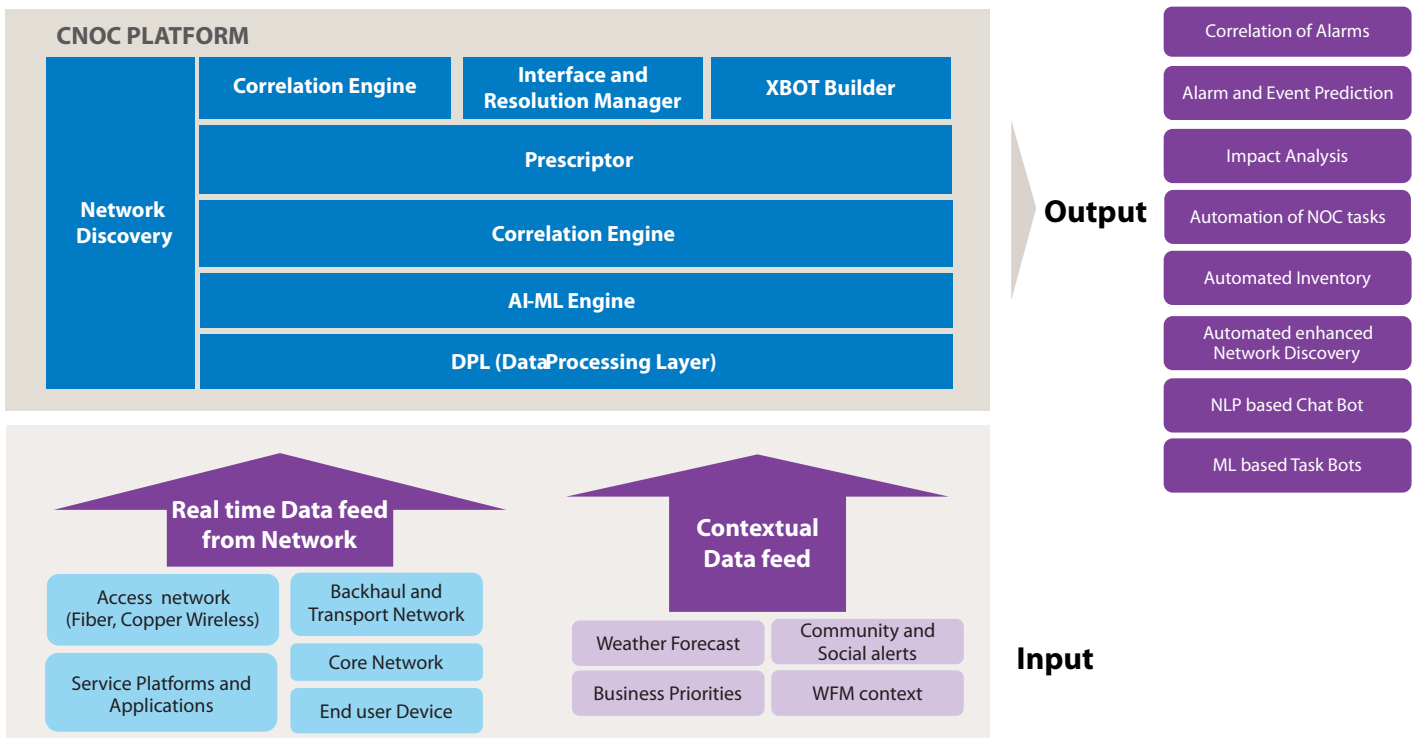 CNOC PLATFORM
Network
Discovery
Correlation Engine
Interface and
Resolution Manager
XBOT Builder
Prescriptor
Correlation Engine
AI-ML Engine
DPL (DataProcessing Layer)
Output
Correlation of Alarms
Alarm and Event Prediction
Impact Analysis
Automation of NOC tasks
Automated Inventory
Automated enhanced
Network Discovery
NLP based Chat Bot
ML based Task Bots
Real time Data feed
from Network
Access network
(Fiber, Copper Wireless)
Backhaul and
Transport Network
Service Platforms and
Applications
Core Network
End user Device
Contextual
Data feed
Weather Forecast
Community and
Social alerts
Business Priorities
WFM context
Input